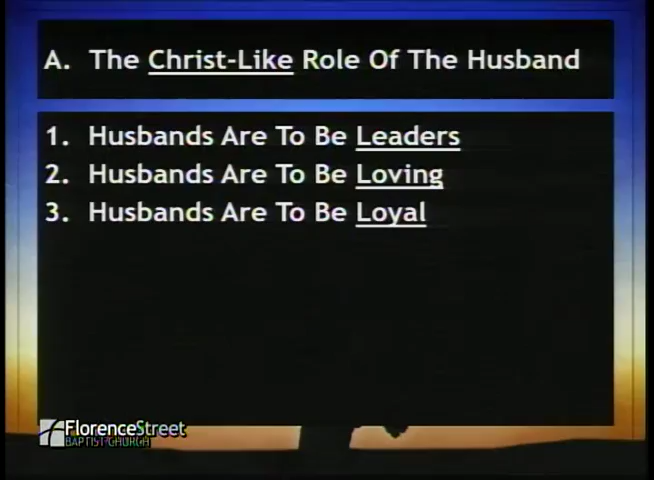 A. The Christ-Like Role Of The Husband
1. Husbands Are To Be Leaders
2. Husbands Are To Be Loving
3. Husbands Are To Be Loyal
FlorenceStreet
BAPTIST CHURCH